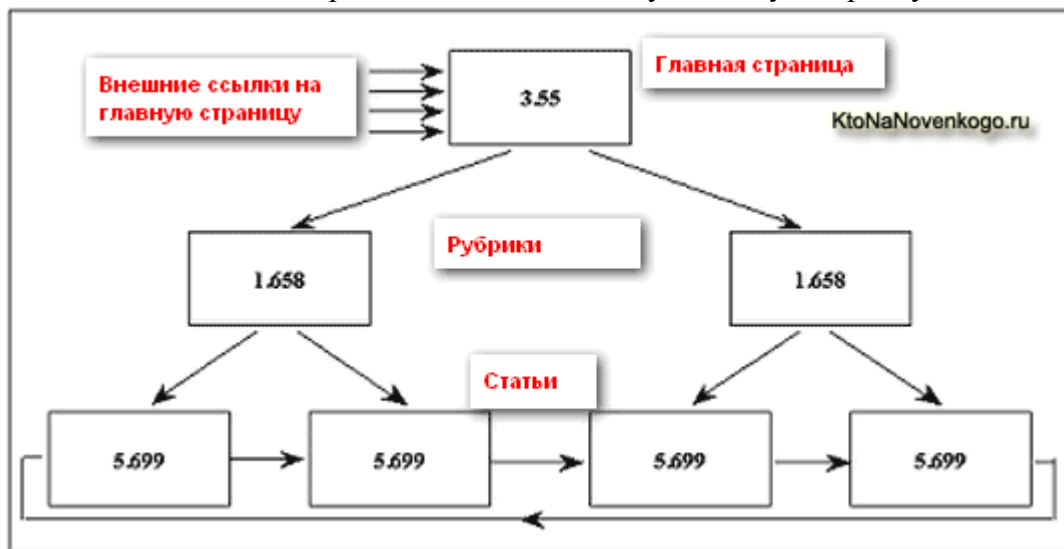 Внешние ссылки на
главную страницу
3.55
Главная страница
KtoNaNovenkogo.ru
Рубрики
1.658
1.658
Статьи
5.699
5.699
5.699
5.699